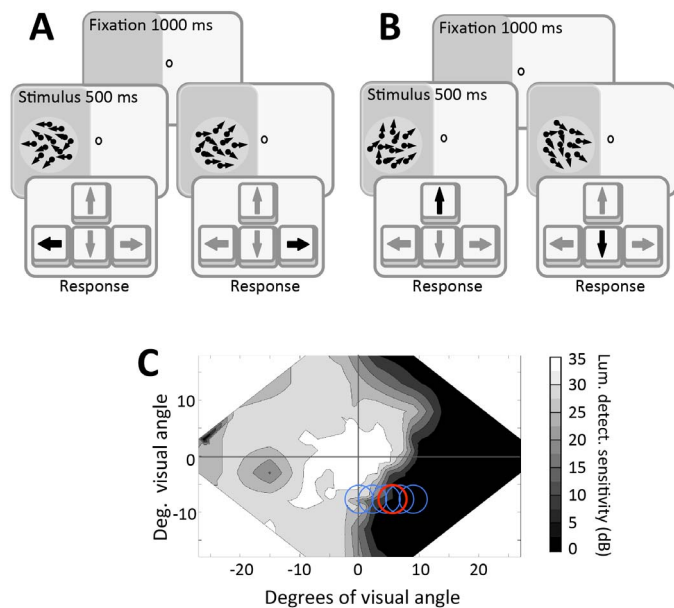 A
Fixation 1000 ms
Stimulus 500 ms
Response
Response
B
Fixation 1000 ms
Stimulus 500 ms
Response
Response
C
Deg. visual angle
10
0
-10
-20
-10
0
10
20
Degrees of visual angle
35
30
25
20
15
10
5
0
Lum. detect. sensitivity (dB)